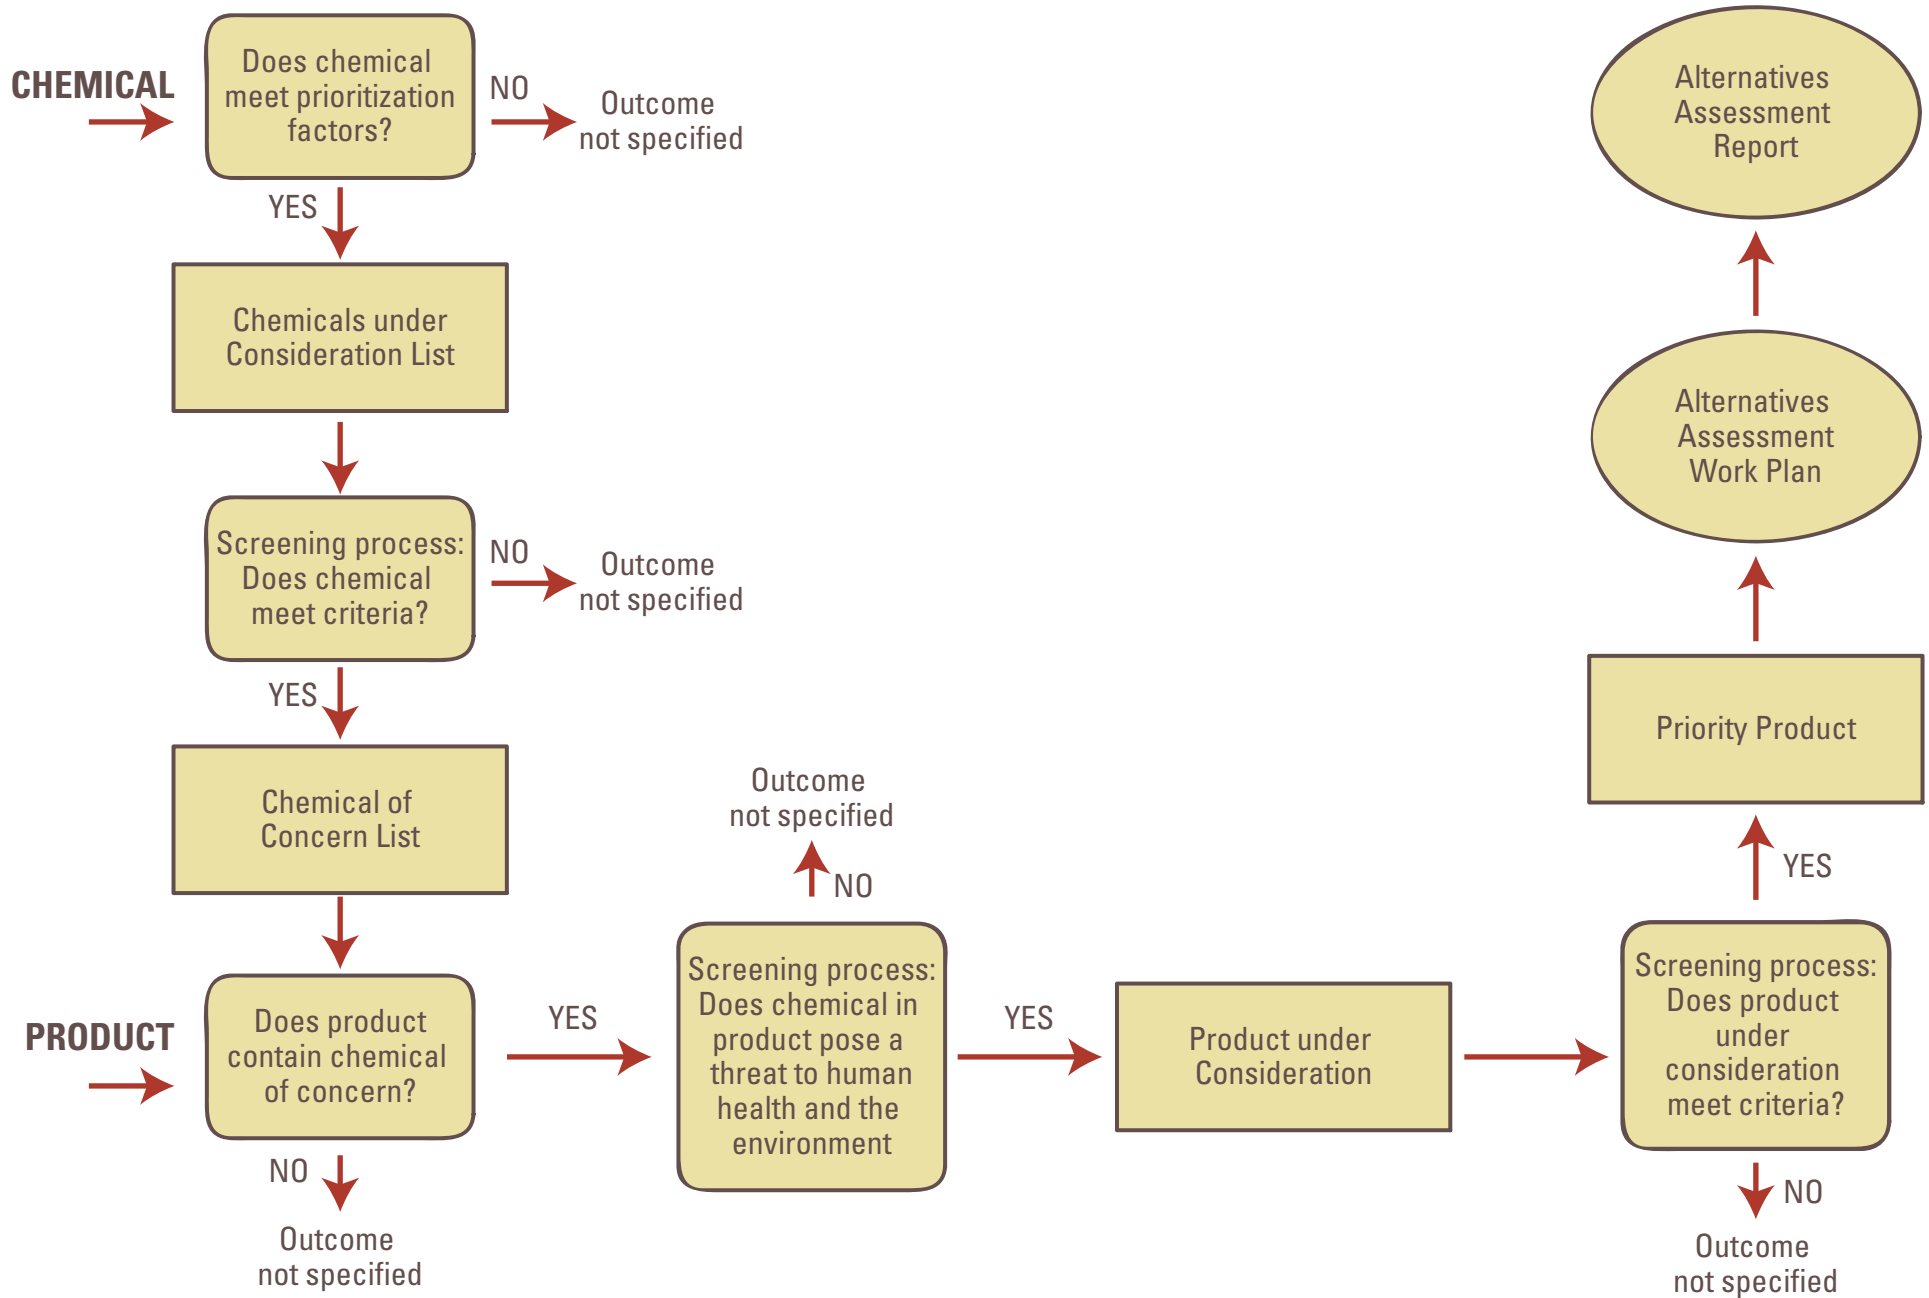 CHEMICAL
Does chemical
meet prioritization
factors?
NO
Outcome
not specified
YES
Chemicals under
Consideration List
Screening process:
Does chemical
meet criteria?
NO
Outcome
not specified
YES
Chemical of
Concern List
PRODUCT
Does product
contain chemical
of concern?
NO
Outcome
not specified
YES
Screening process:
Does chemical in
product pose a
threat to human
health and the
environment
NO
Outcome
not specified
YES
Product under
Consideration
Screening process:
Does product
under
consideration
meet criteria?
NO
Outcome
not specified
YES
Priority Product
Alternatives
Assessment
Work Plan
Alternatives
Assessment
Report